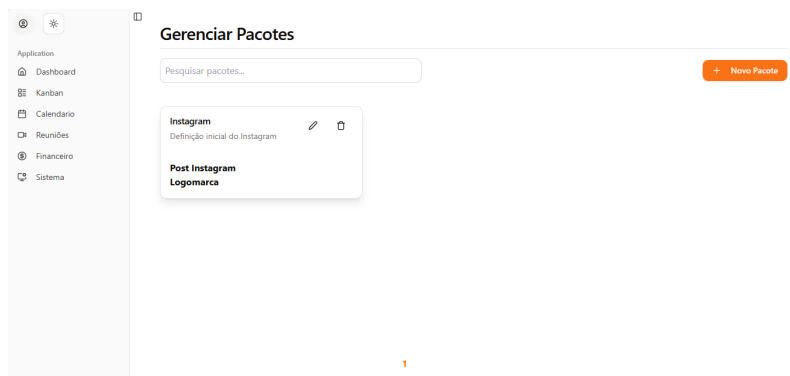 Application
Dashboard
Kanban
Calendario
Reuniões
Financeiro
Sistema
Gerenciar Pacotes
Pesquisar pacotes...
+ Novo Pacote
Instagram
Definição inicial do Instagram
Post Instagram
Logomarca
1